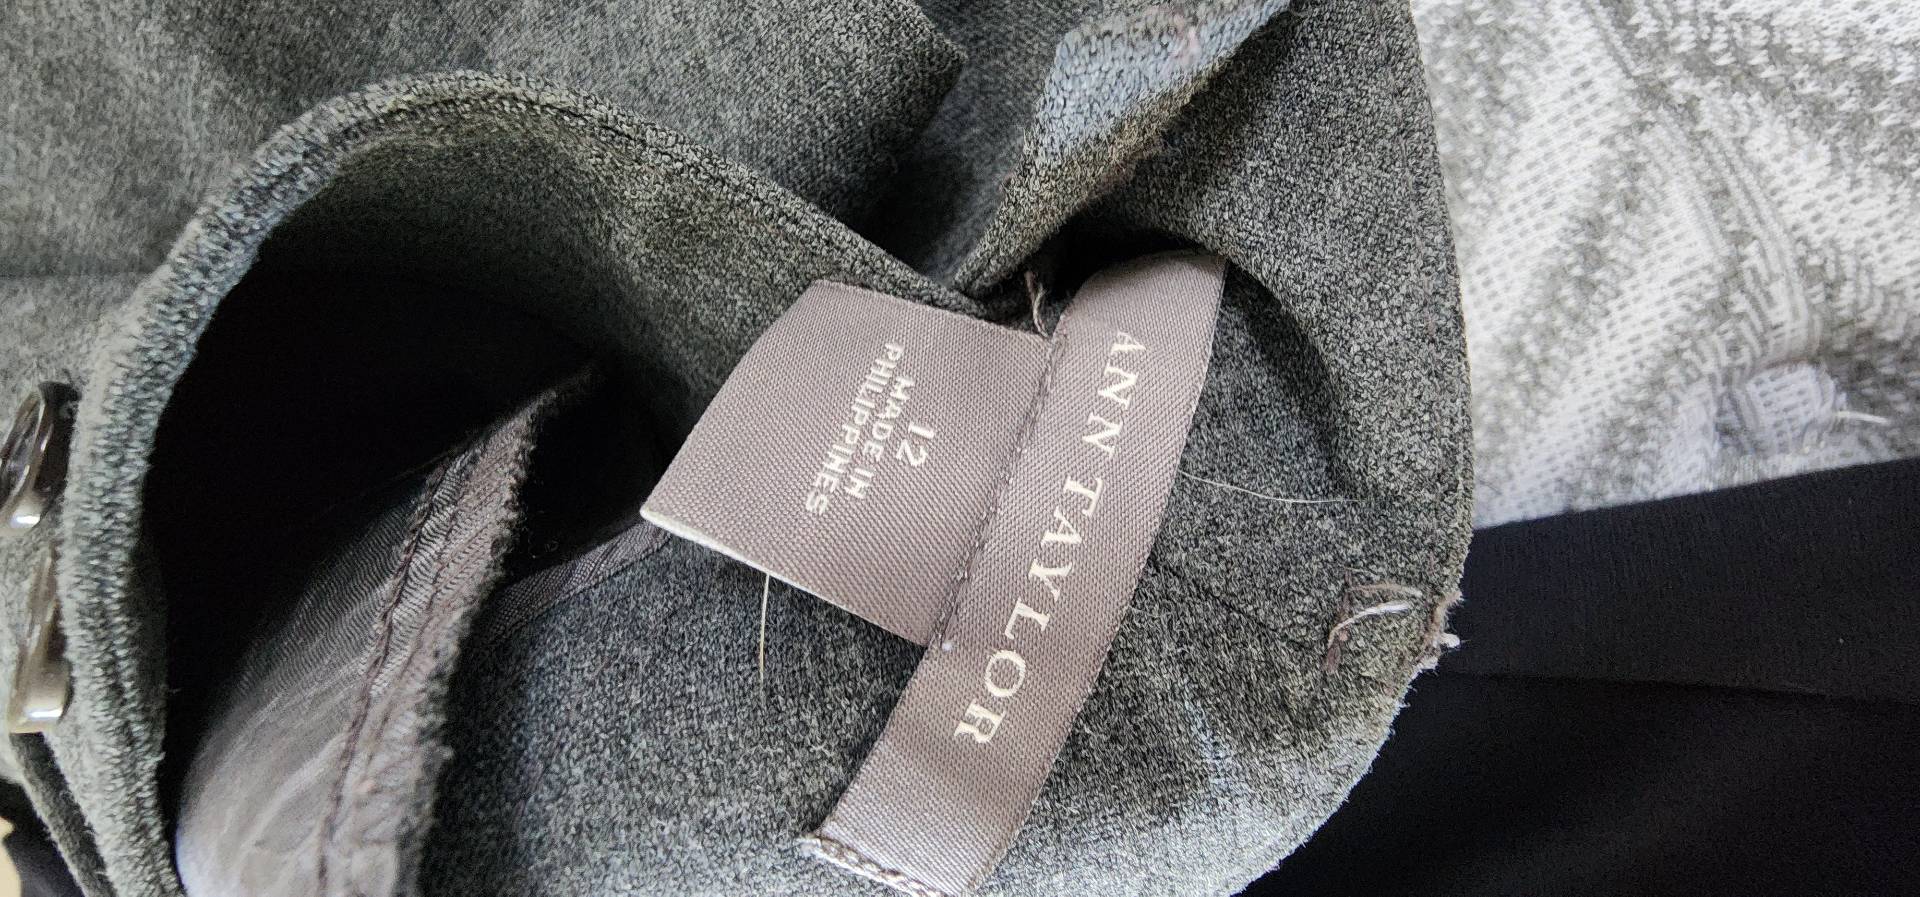 ANN TAYLOR
12
MADE IN
PHILIPPINES